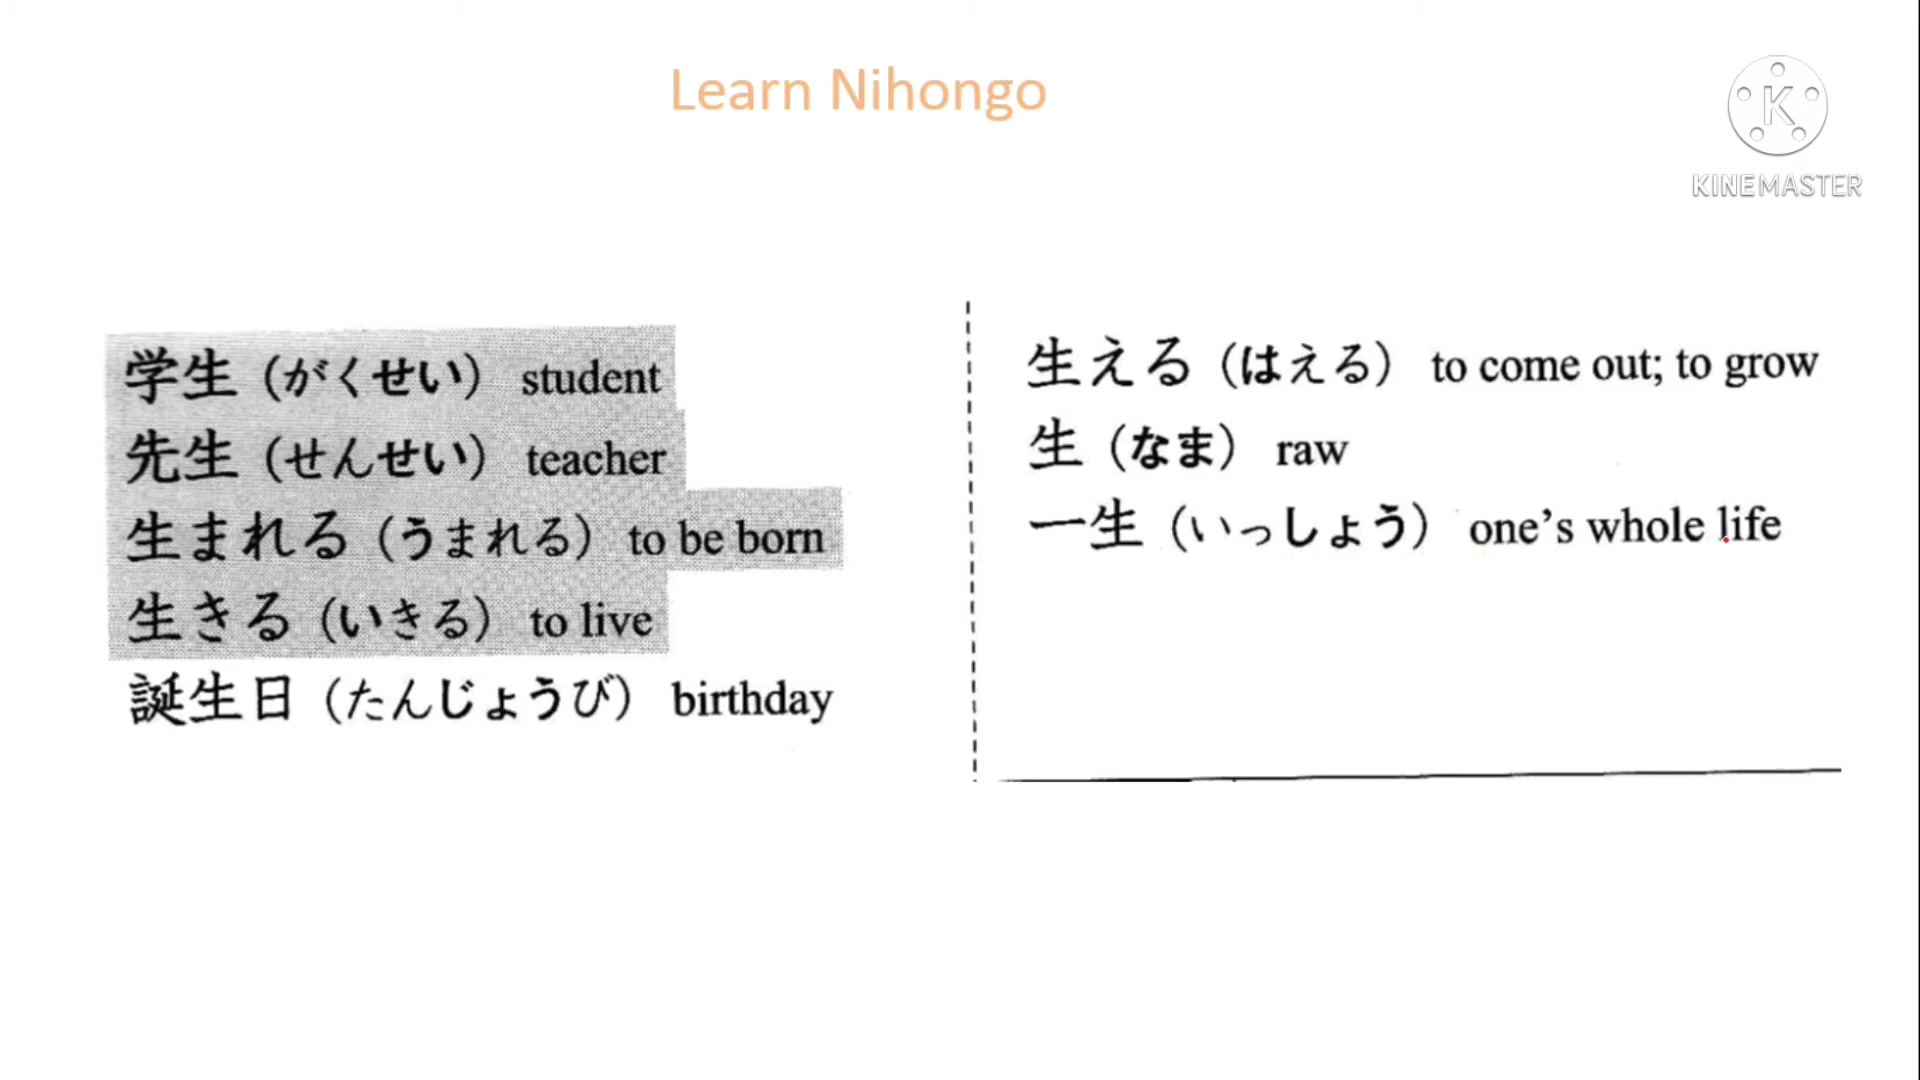 Learn Nihongo
K
KINEMASTER
学生（がくせい） student
先生（せんせい） teacher
生まれる（うまれる） to be born
生きる（いきる） to live
誕生日（たんじょうび） birthday
生える（はえる） to come out; to grow
生（なま） raw
一生（いっしょう） one's whole life